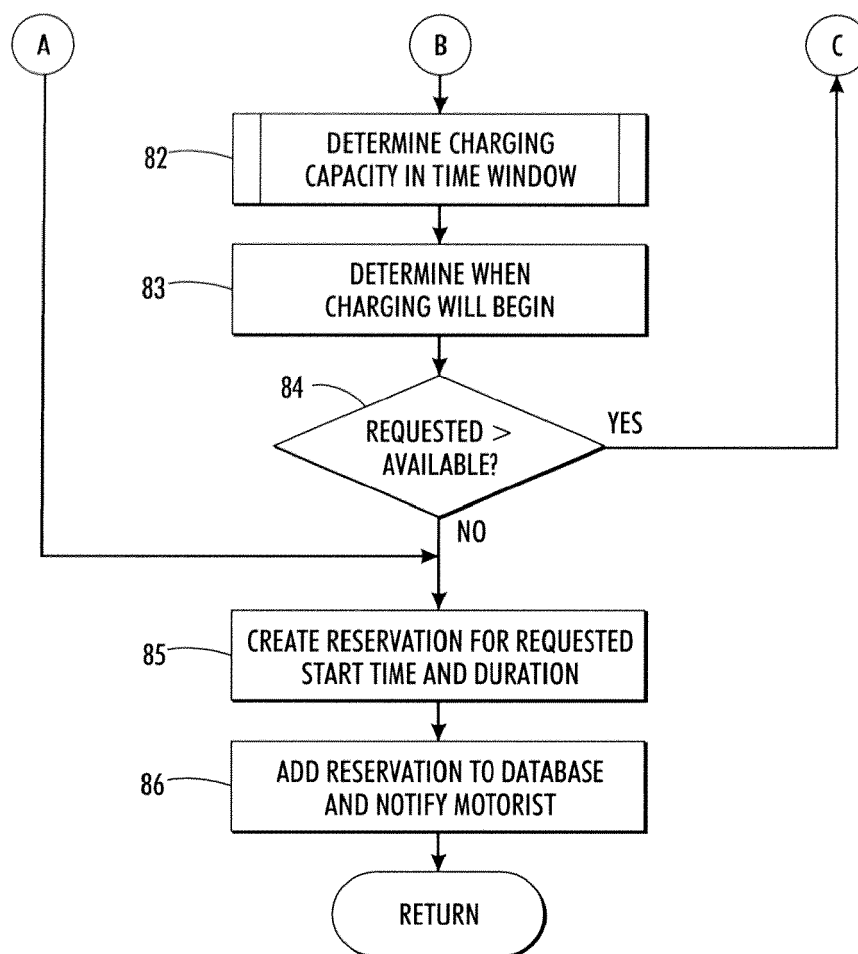 A
B
C
82
DETERMINE CHARGING
CAPACITY IN TIME WINDOW
83
DETERMINE WHEN
CHARGING WILL BEGIN
84
REQUESTED >
AVAILABLE?
YES
NO
85
CREATE RESERVATION FOR REQUESTED
START TIME AND DURATION
86
ADD RESERVATION TO DATABASE
AND NOTIFY MOTORIST
RETURN